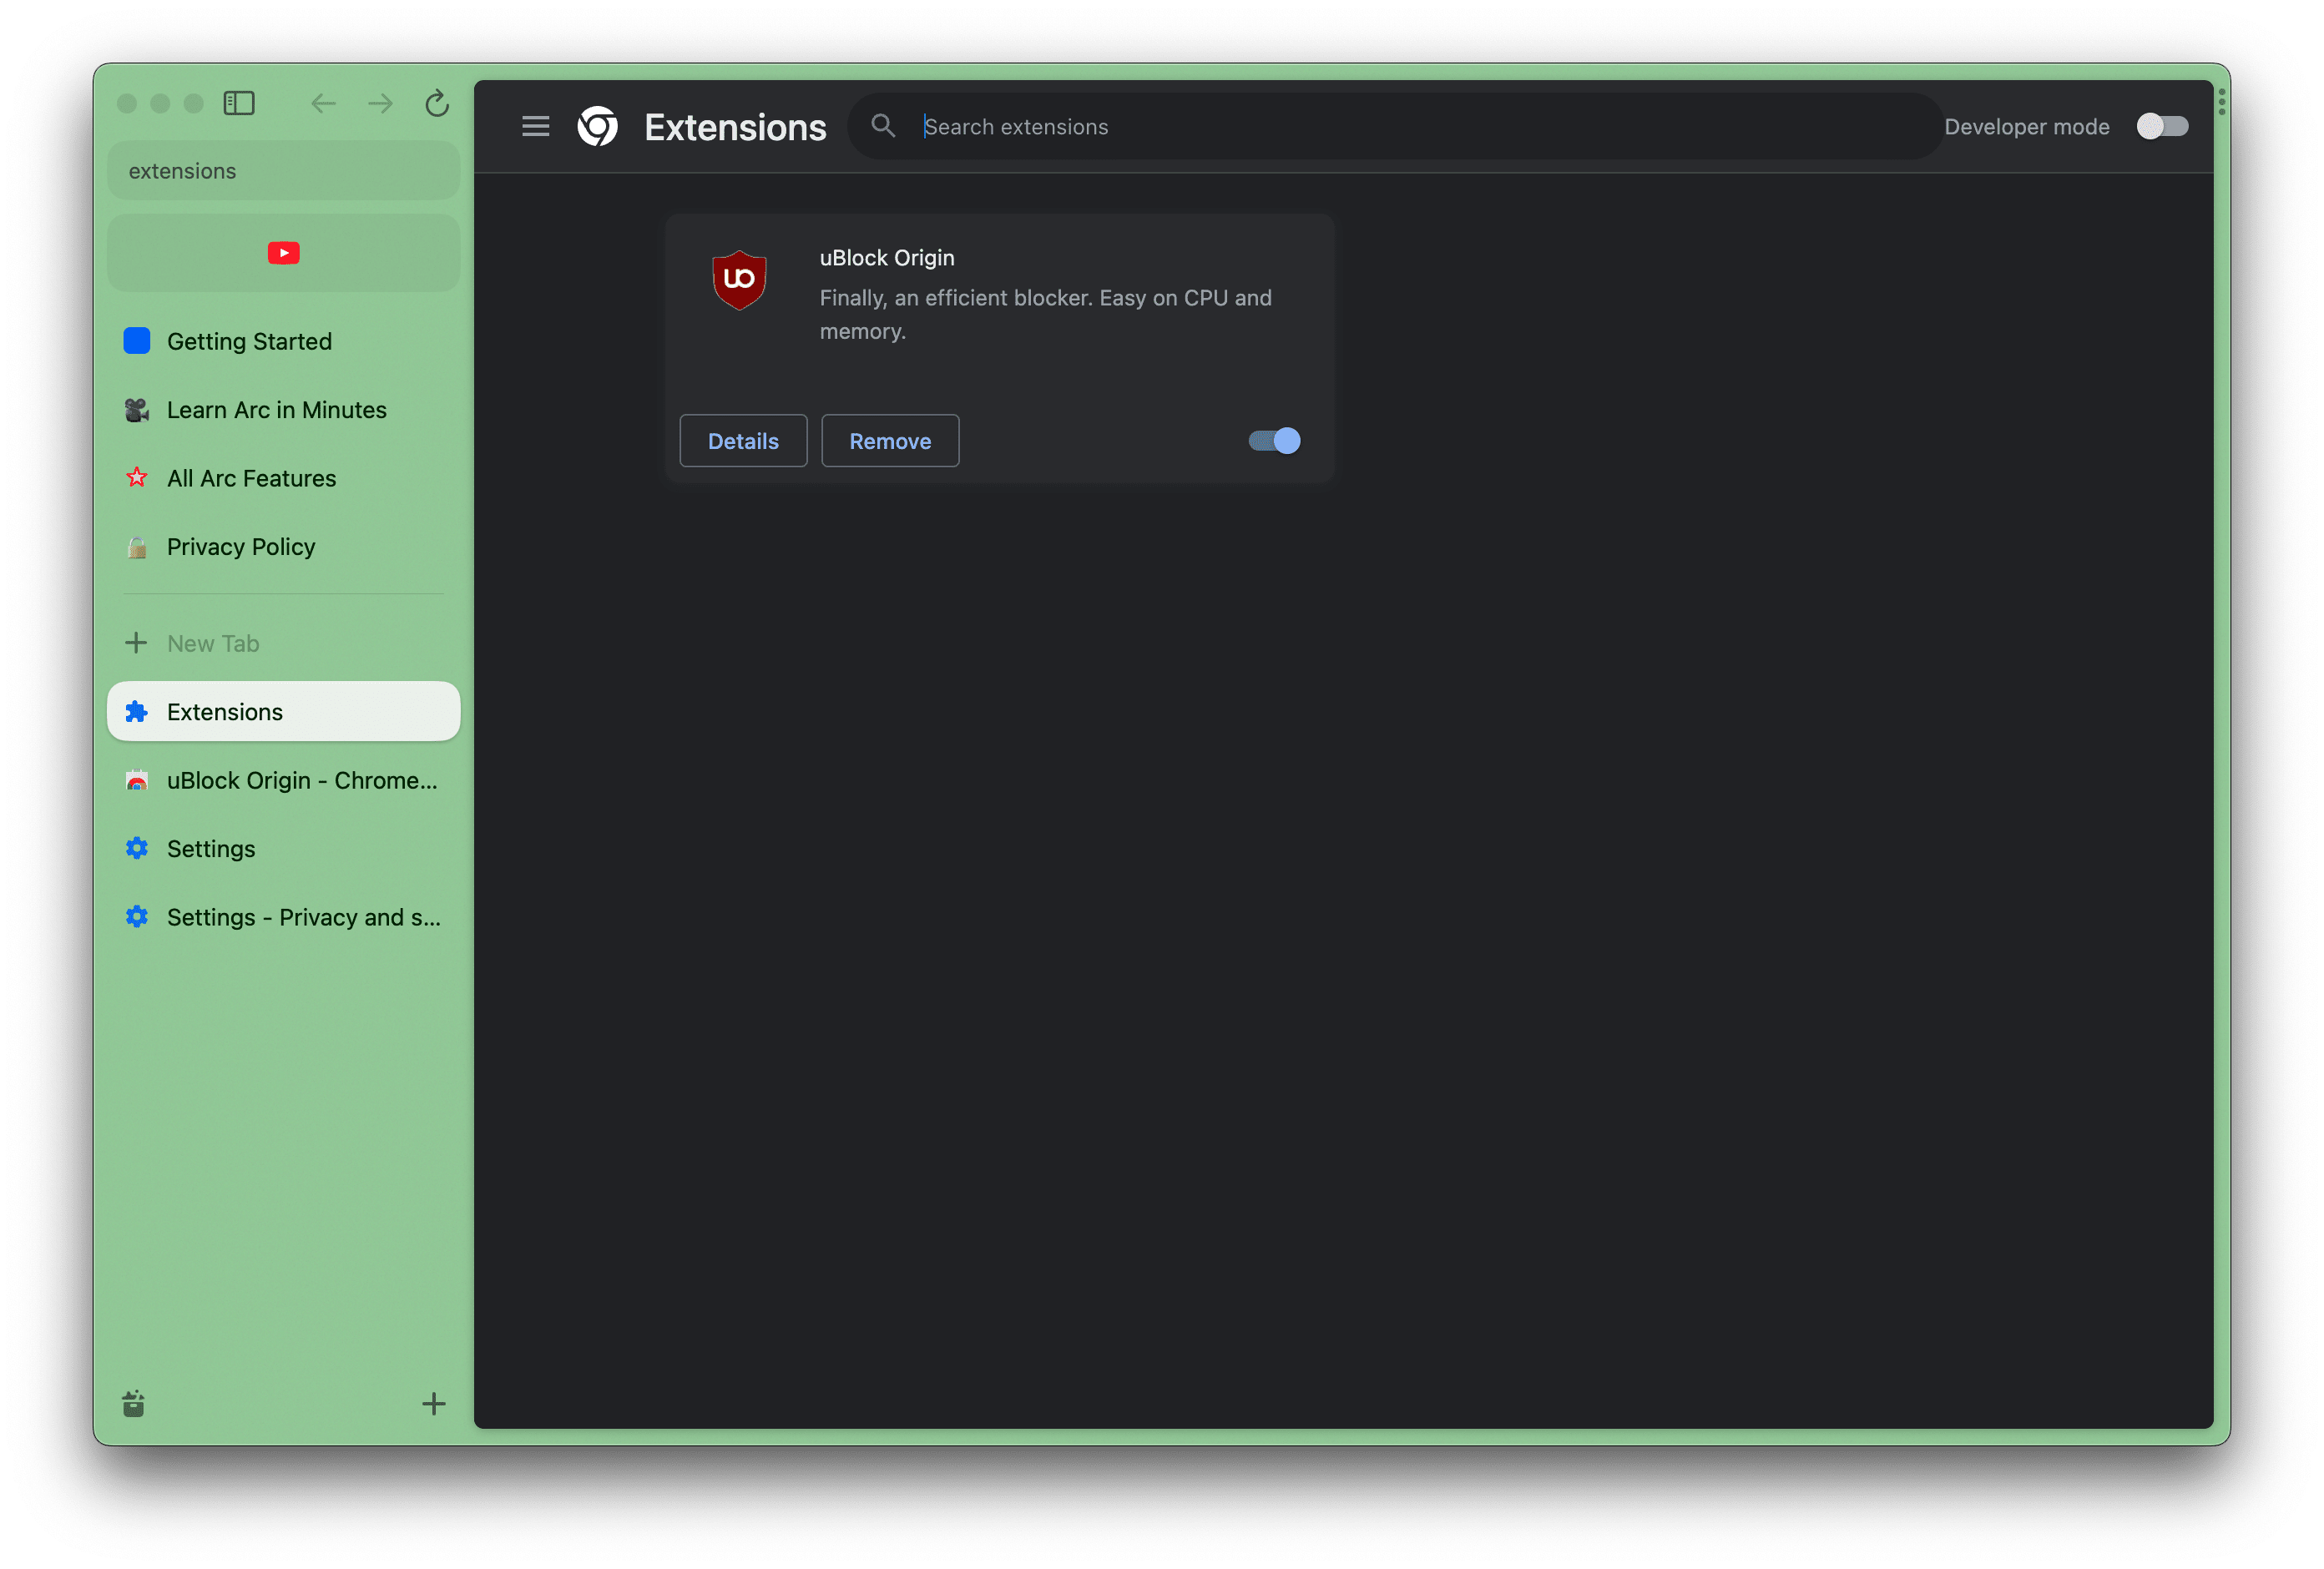 extensions
Getting Started
Learn Arc in Minutes
All Arc Features
Privacy Policy
New Tab
Extensions
uBlock Origin - Chrome...
Settings
Settings - Privacy and s...
Extensions
Search extensions
Developer mode
uo
uBlock Origin
Finally, an efficient blocker. Easy on CPU and
memory.
Details
Remove